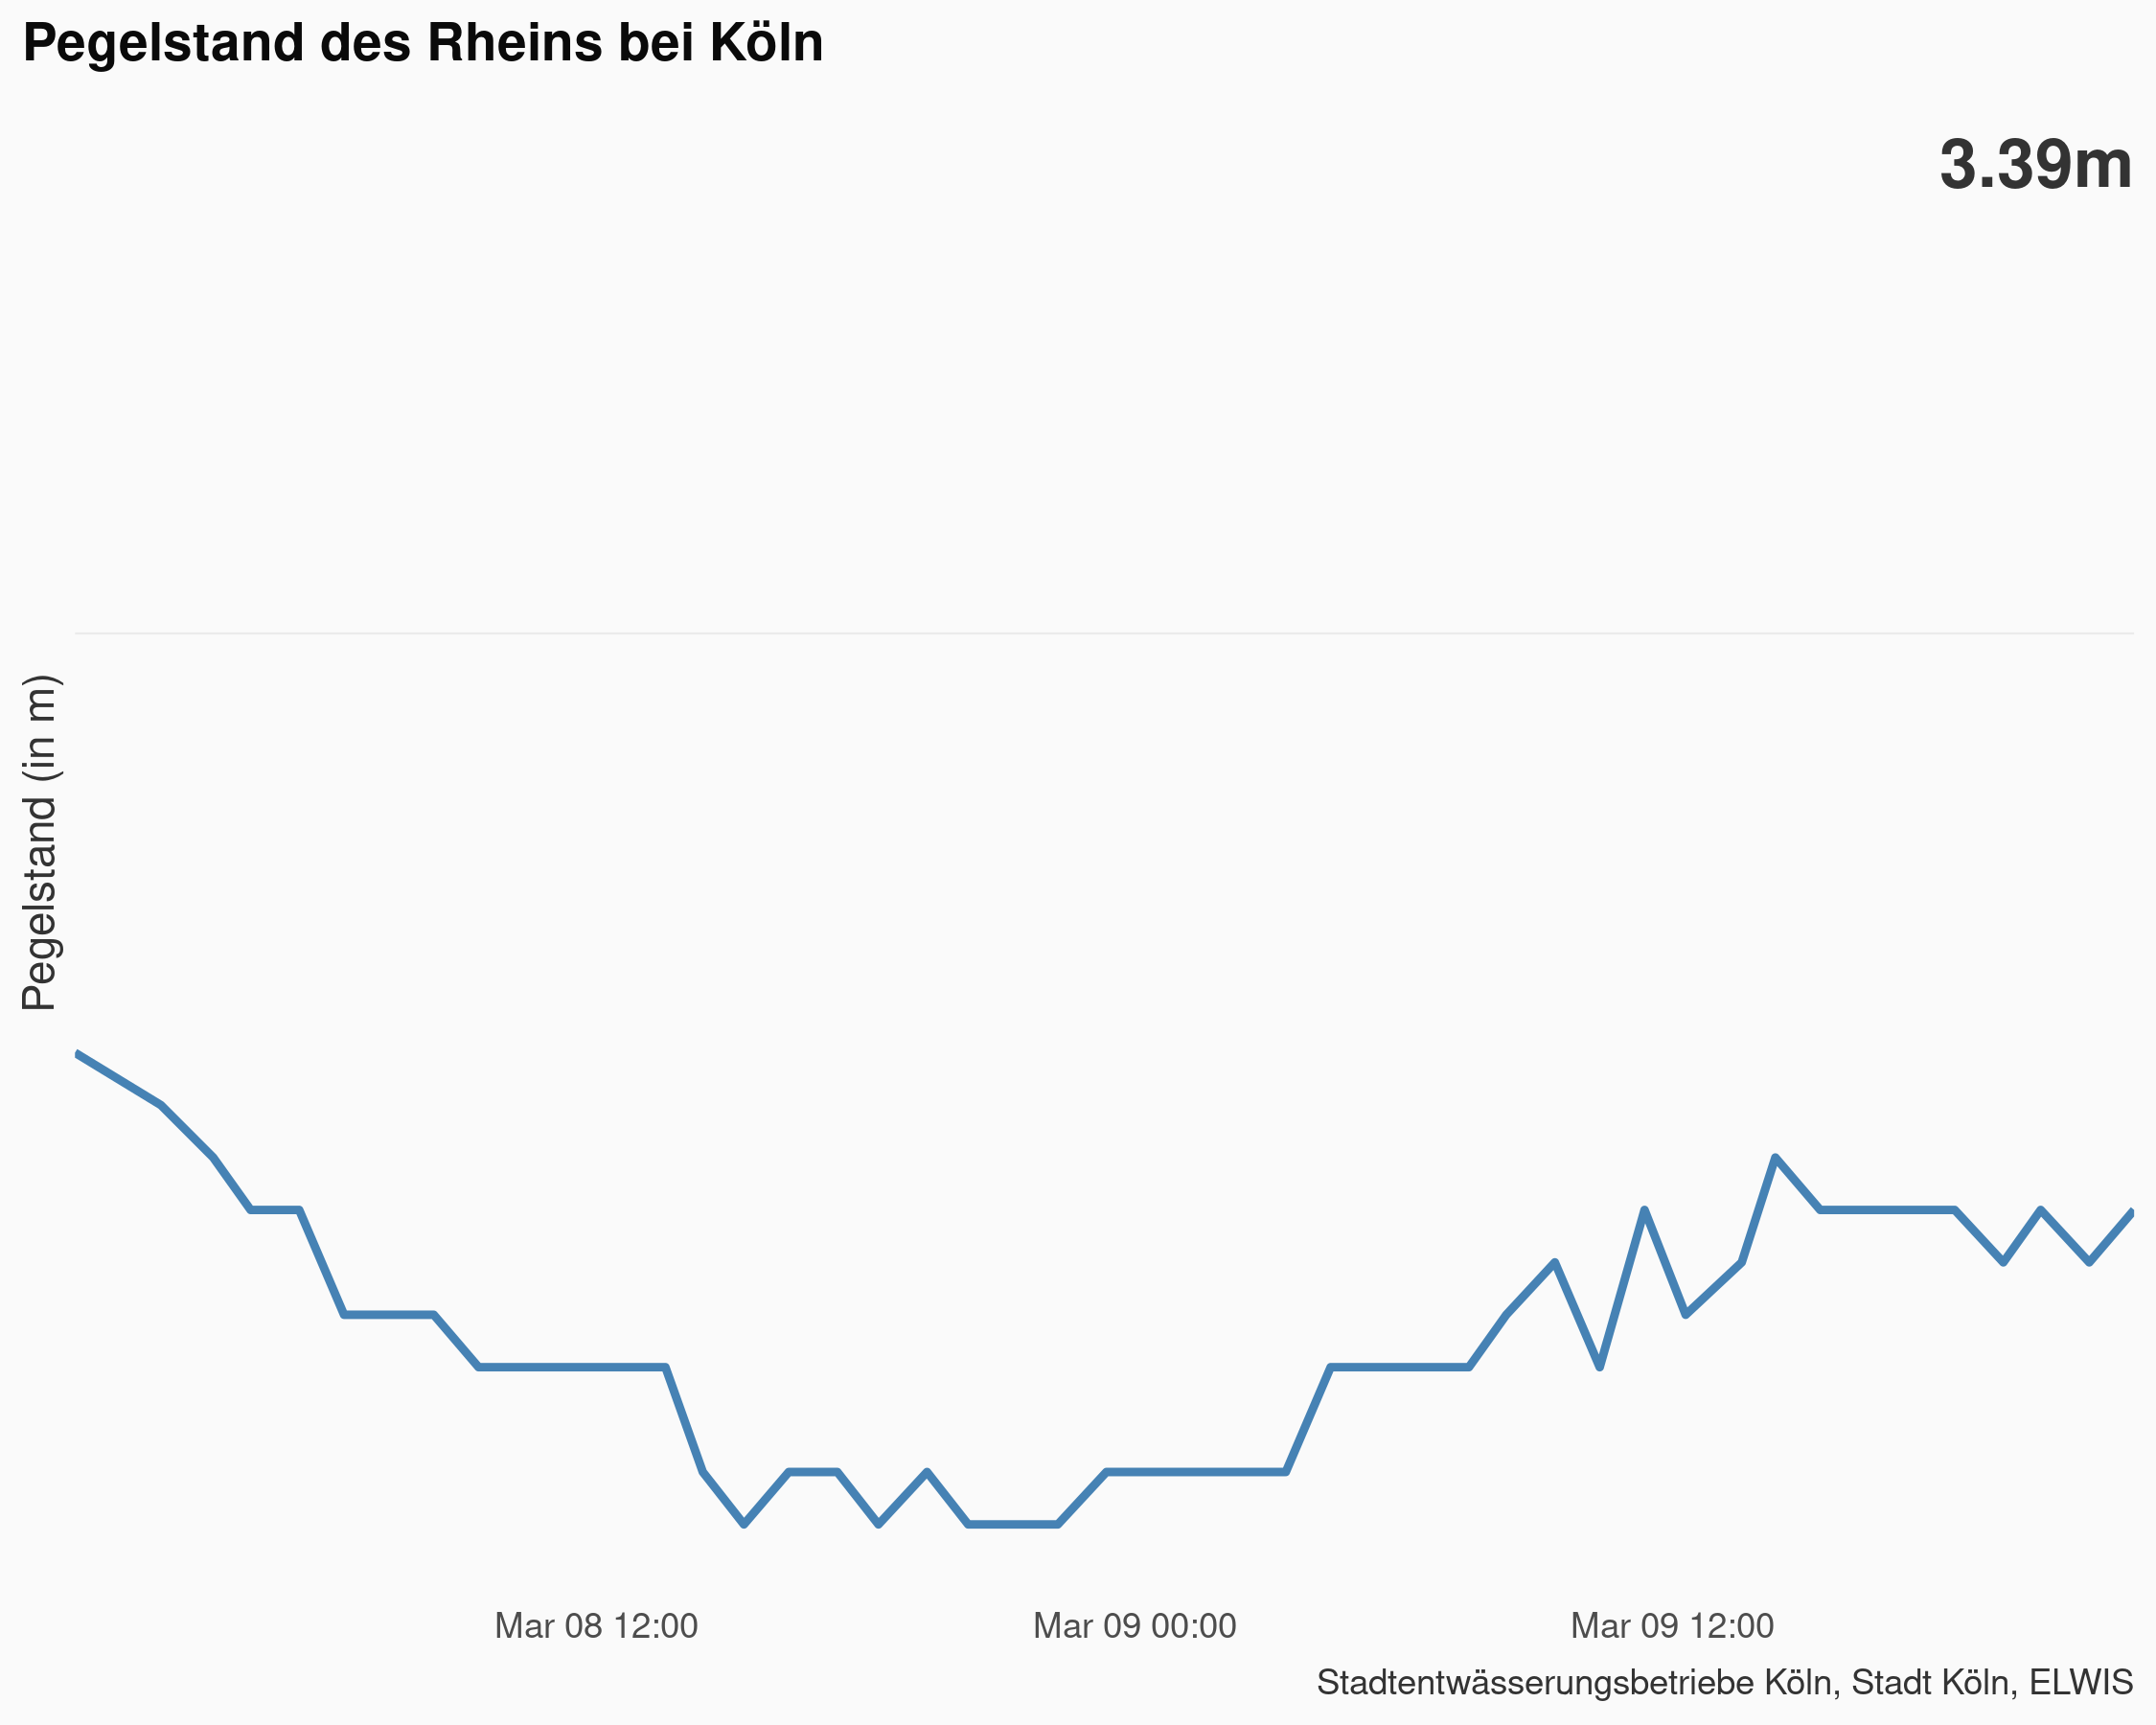 Pegelstand des Rheins bei Köln
3.39m
Pegelstand (in m)
Mar 08 12:00
Mar 09 00:00
Mar 09 12:00
Stadtentwässerungsbetriebe Köln, Stadt Köln, ELWIS